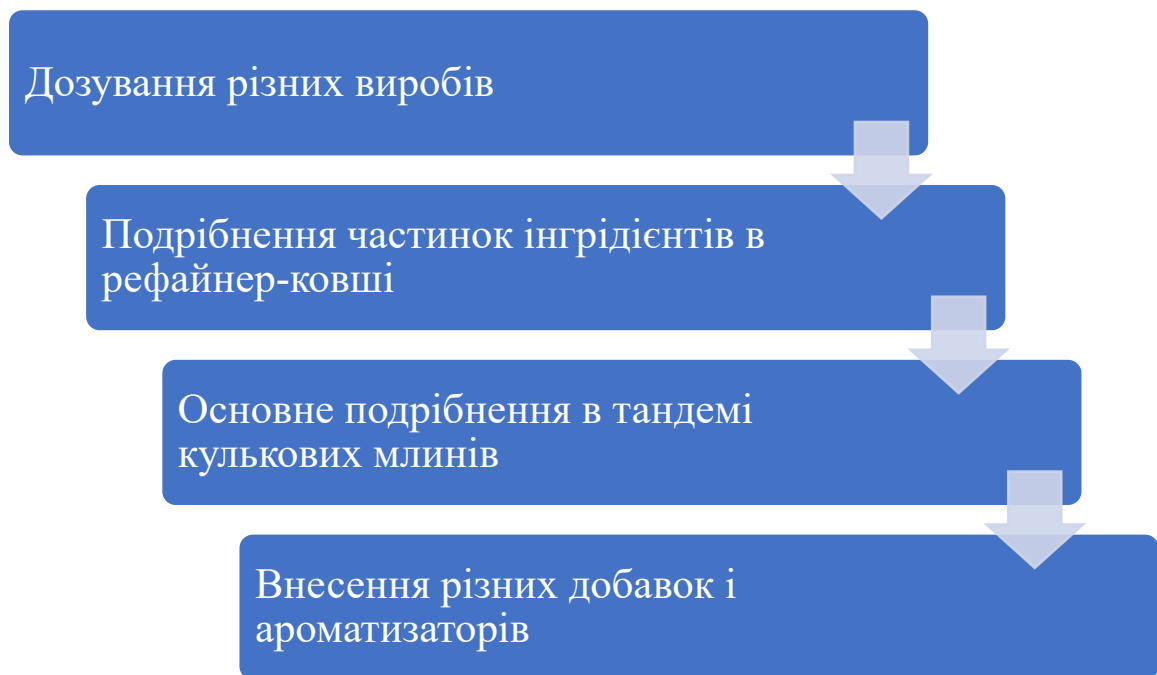 Дозування різних виробів
Подрібнення частинок інгрідієнтів в
рефайнер-ковші
Основне подрібнення в тандемі
кулькових млинів
Внесення різних добавок і
ароматизаторів